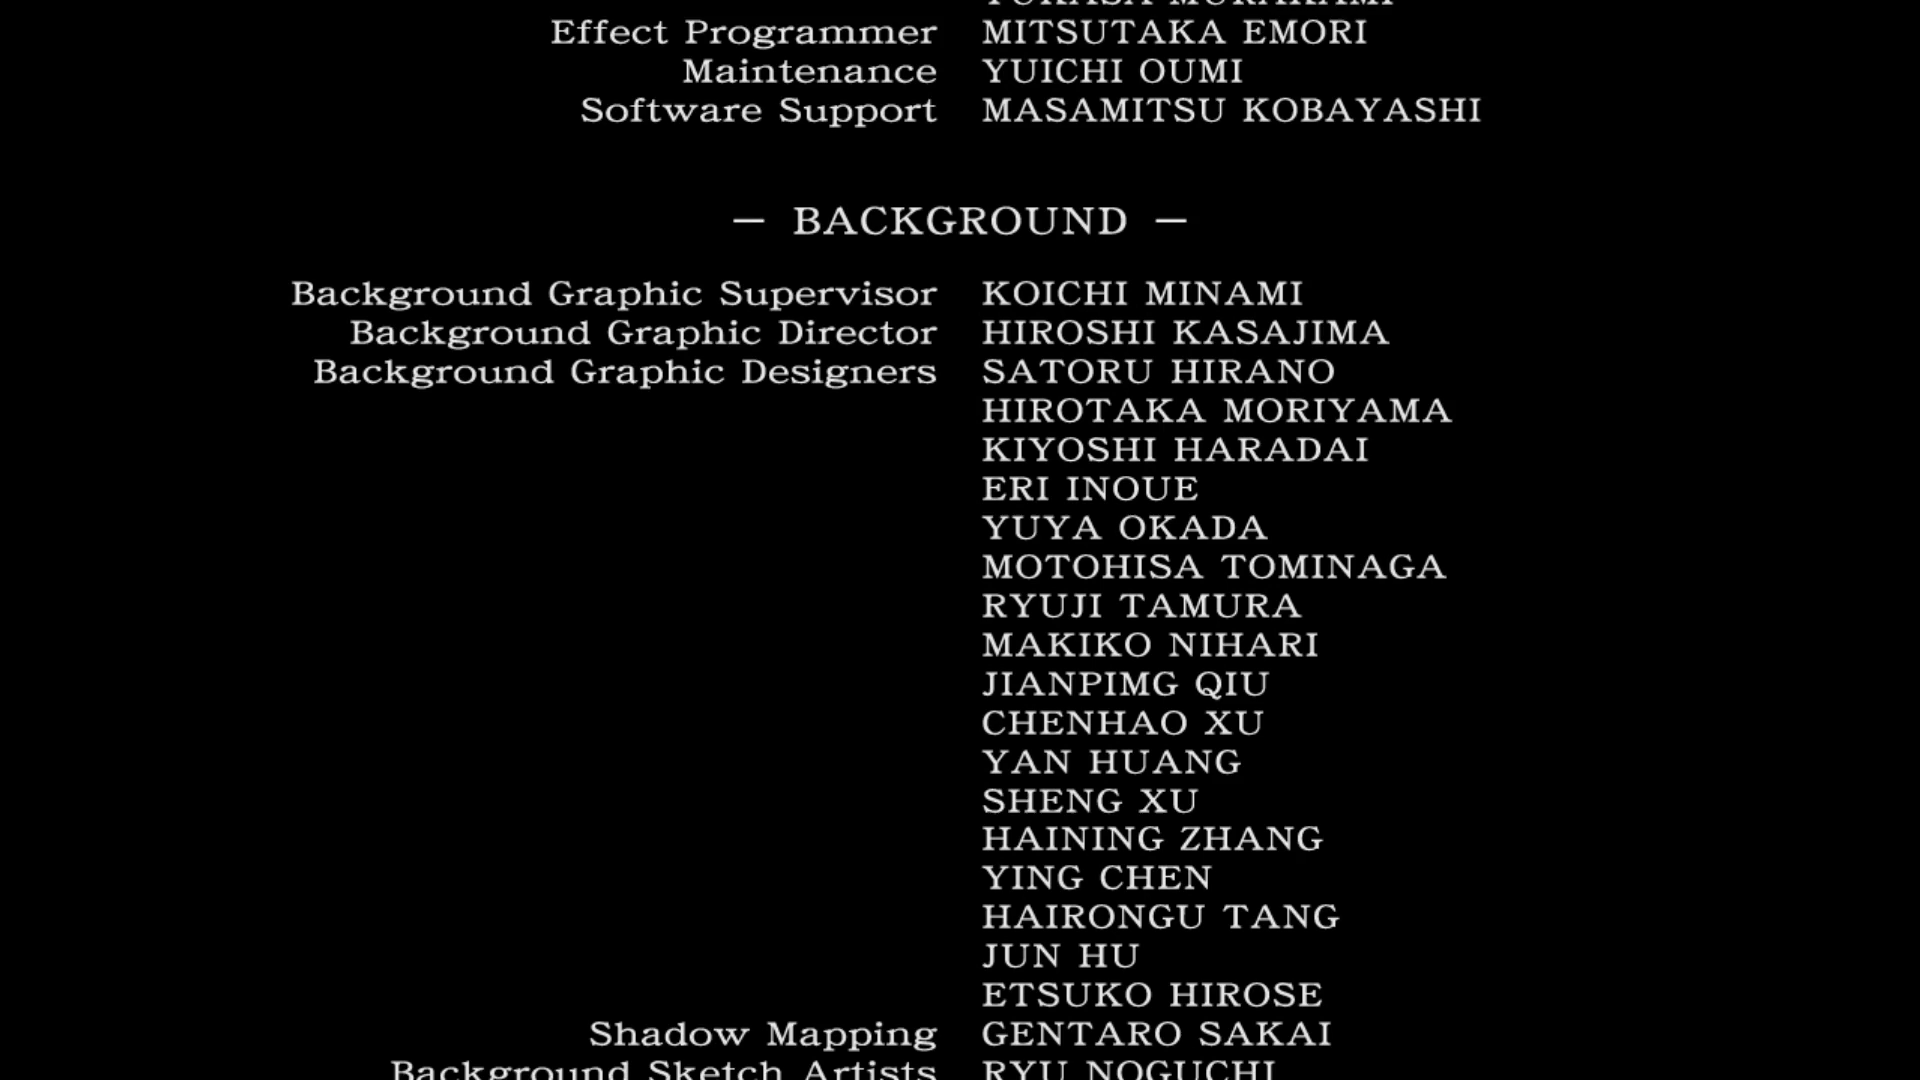 YUKASA MURAKAMI
Effect Programmer MITSUTAKA EMORI
Maintenance YUICHI OUMI
Software Support MASAMITSU KOBAYASHI
— BACKGROUND —
Background Graphic Supervisor KOICHI MINAMI
Background Graphic Director HIROSHI KASAJIMA
Background Graphic Designers SATORU HIRANO
HIROTAKA MORIYAMA
KIYOSHI HARADAI
ERI INOUE
YUYA OKADA
MOTOHISA TOMINAGA
RYUJI TAMURA
MAKIKO NIHARI
JIANPIMG QIU
CHENHAO XU
YAN HUANG
SHENG XU
HAINING ZHANG
YING CHEN
HAIRONGU TANG
JUN HU
ETSUKO HIROSE
Shadow Mapping GENTARO SAKAI
Background Sketch Artists RYU NOGUCHI